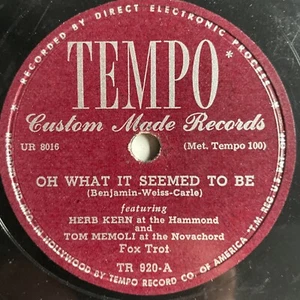 RECORDED BY DIRECT ELECTRONIC PROCESS
TEMPO*
Custom Made Records
UR 8016 (Met. Tempo 100)
OH WHAT IT SEEMED TO BE
(Benjamin-Weiss-Carle)
featuring
HERB KERN at the Hammond
and
TOM MEMOLI at the Novachord
Fox Trot
TR 920-A
IN HOLLYWOOD BY TEMPO RECORD CO. OF AMERICA, T.M. REG. U.S.